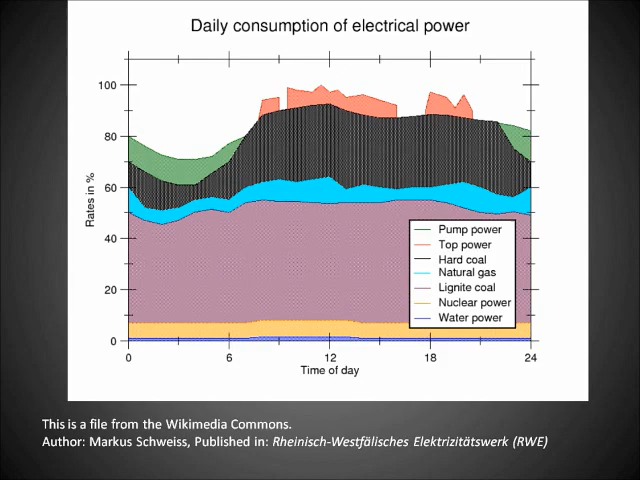 Daily consumption of electrical power
100
80
60
40
20
0
Rates in %
Pump power
Top power
Hard coal
Natural gas
Lignite coal
Nuclear power
Water power
0 6 12 18 24
Time of day
This is a file from the Wikimedia Commons.
Author: Markus Schweiss, Published in: Rheinisch-Westfälisches Elektrizitätswerk (RWE)